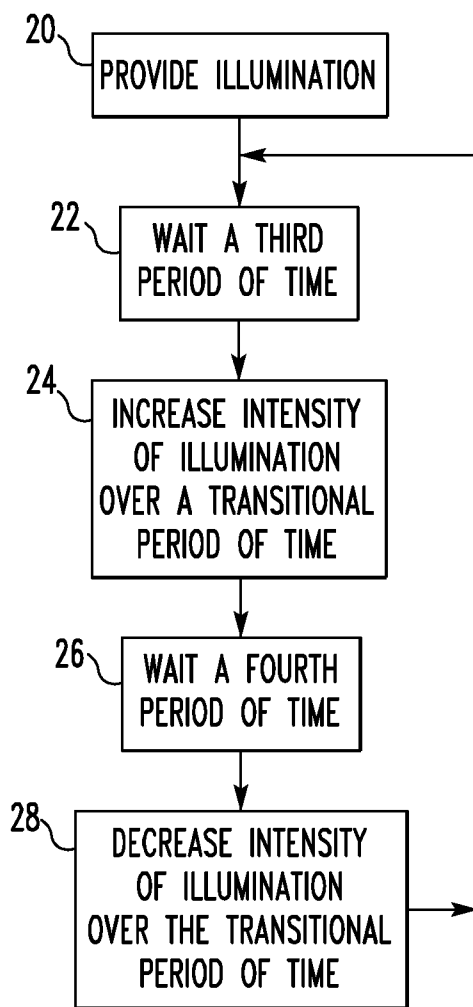 20
PROVIDE ILLUMINATION
22
WAIT A THIRD
PERIOD OF TIME
24
INCREASE INTENSITY
OF ILLUMINATION
OVER A TRANSITIONAL
PERIOD OF TIME
26
WAIT A FOURTH
PERIOD OF TIME
28
DECREASE INTENSITY
OF ILLUMINATION
OVER THE TRANSITIONAL
PERIOD OF TIME